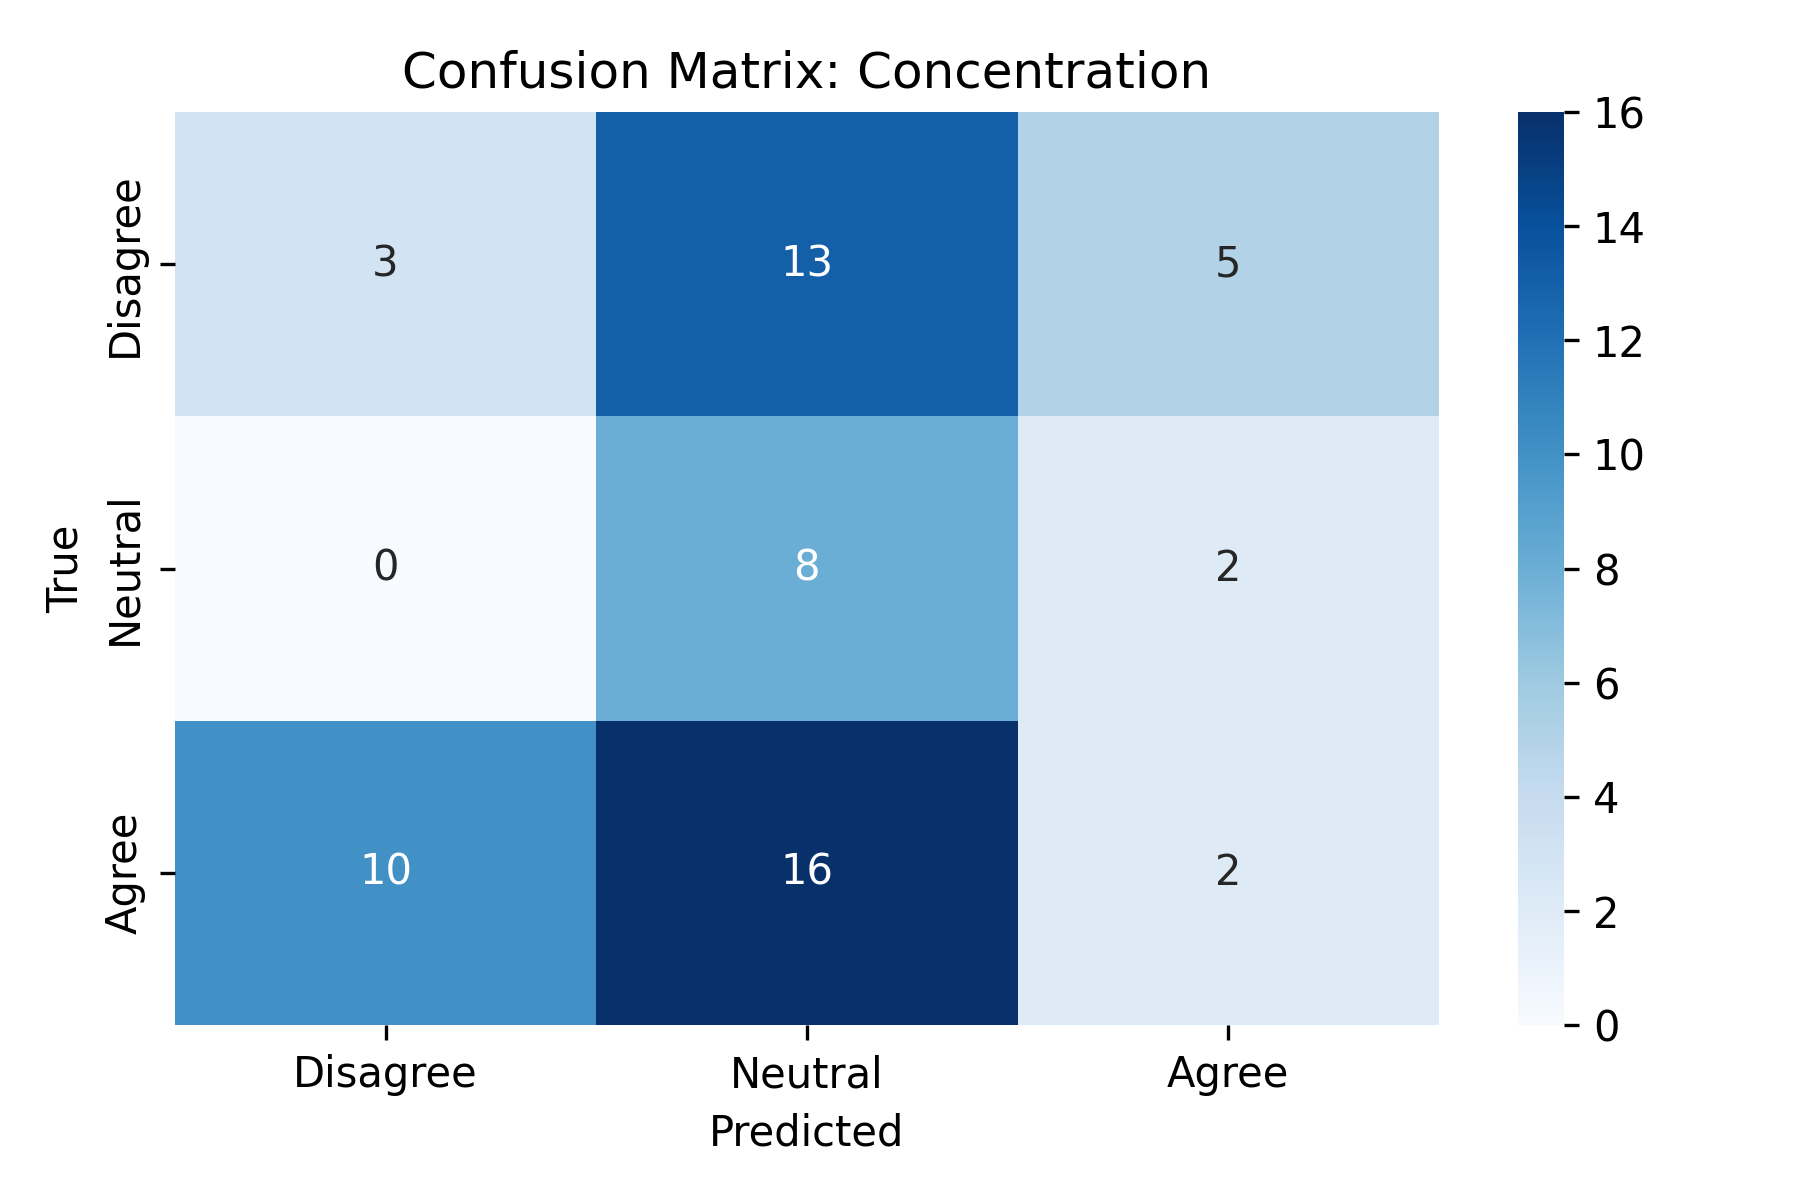 Confusion Matrix: Concentration
True
Disagree
3 13 5
Neutral
0 8 2
Agree
10 16 2
Disagree Neutral Agree
Predicted
16
14
12
10
8
6
4
2
0